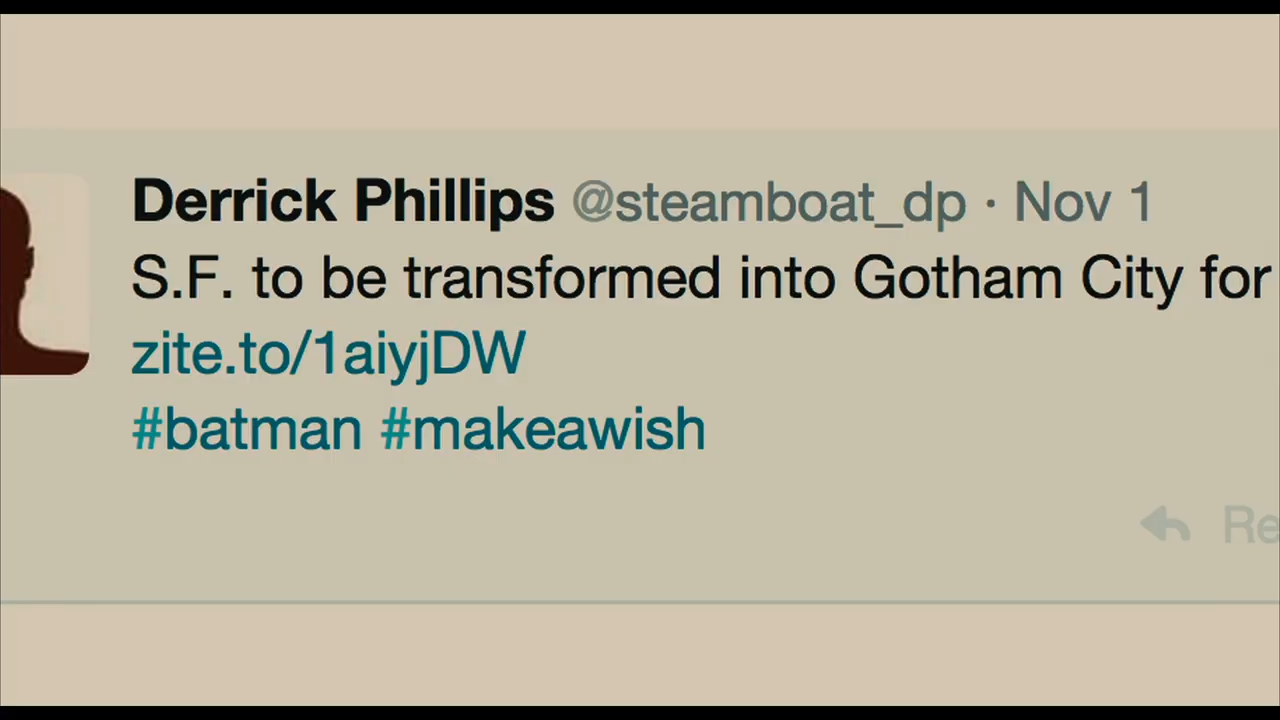 Derrick Phillips @steamboat_dp · Nov 1
S.F. to be transformed into Gotham City for
zite.to/1aiyjDW
#batman #makeawish